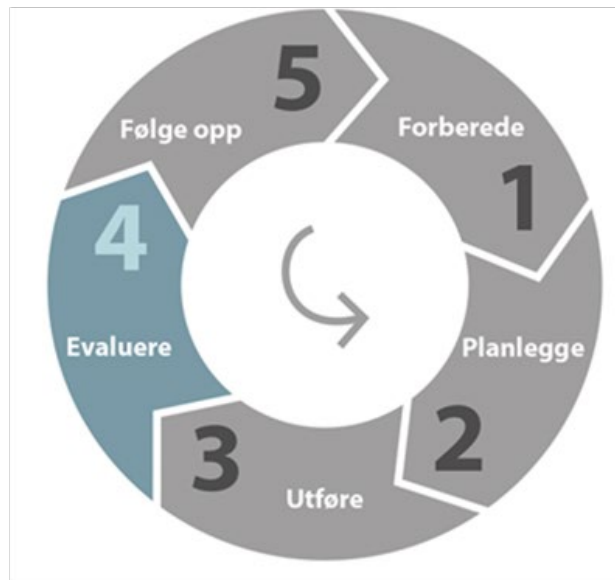 1
Forberede
2
Planlegge
3
Utføre
4
Evaluere
5
Følge opp